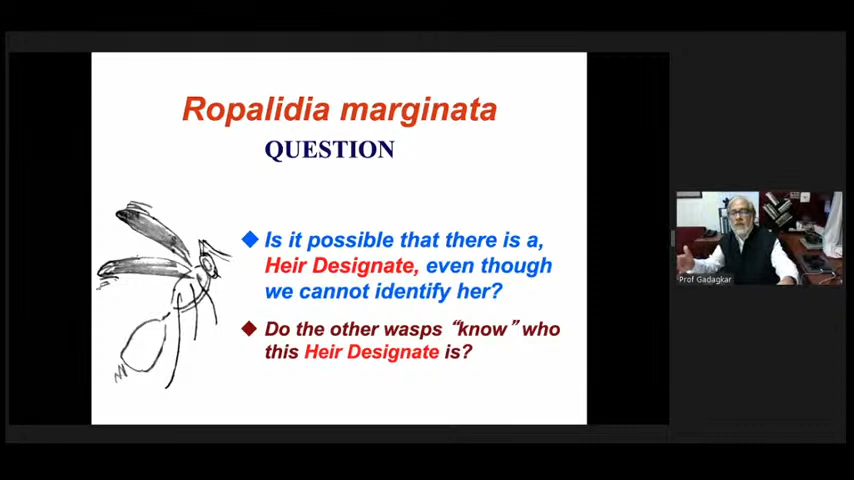 Ropalidia marginata
QUESTION
Is it possible that there is a,
Heir Designate, even though
we cannot identify her?
Do the other wasps “know” who
this Heir Designate is?
Prof Gadagkar